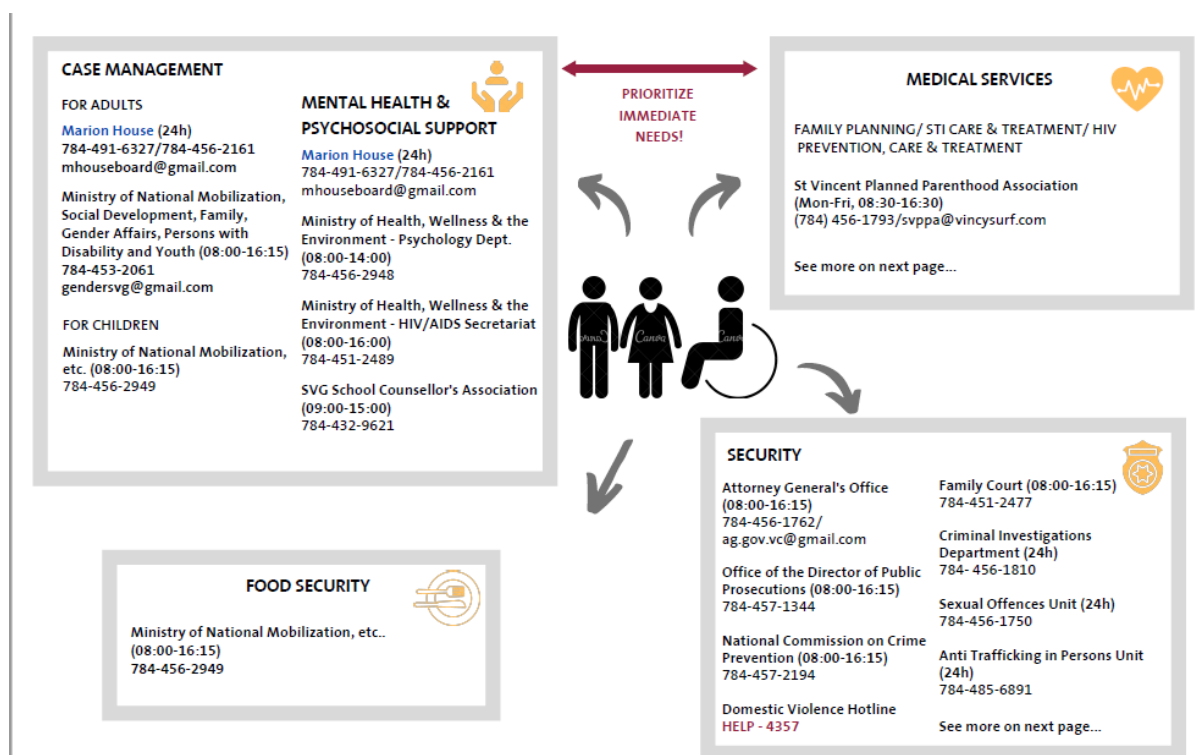 CASE MANAGEMENT
FOR ADULTS
Marion House (24h)
784-491-6327/784-456-2161
mhouseboard@gmail.com
Ministry of National Mobilization,
Social Development, Family,
Gender Affairs, Persons with
Disability and Youth (08:00-16:15)
784-453-2061
gendersvg@gmail.com
FOR CHILDREN
Ministry of National Mobilization,
etc. (08:00-16:15)
784-456-2949
MENTAL HEALTH &
PSYCHOSOCIAL SUPPORT
Marion House (24h)
784-491-6327/784-456-2161
mhouseboard@gmail.com
Ministry of Health, Wellness & the
Environment - Psychology Dept.
(08:00-14:00)
784-456-2948
Ministry of Health, Wellness & the
Environment - HIV/AIDS Secretariat
(08:00-16:00)
784-451-2489
SVG School Counsellor's Association
(09:00-15:00)
784-432-9621
PRIORITIZE
IMMEDIATE
NEEDS!
MEDICAL SERVICES
FAMILY PLANNING/ STI CARE & TREATMENT/ HIV
PREVENTION, CARE & TREATMENT
St Vincent Planned Parenthood Association
(Mon-Fri, 08:30-16:30)
(784) 456-1793/svppa@vincysurf.com
See more on next page...
Canva
FOOD SECURITY
Ministry of National Mobilization, etc..
(08:00-16:15)
784-456-2949
SECURITY
Attorney General's Office
(08:00-16:15)
784-456-1762/
ag.gov.vc@gmail.com
Office of the Director of Public
Prosecutions (08:00-16:15)
784-457-1344
National Commission on Crime
Prevention (08:00-16:15)
784-457-2194
Domestic Violence Hotline
HELP - 4357
Family Court (08:00-16:15)
784-451-2477
Criminal Investigations
Department (24h)
784- 456-1810
Sexual Offences Unit (24h)
784-456-1750
Anti Trafficking in Persons Unit
(24h)
784-485-6891
See more on next page...